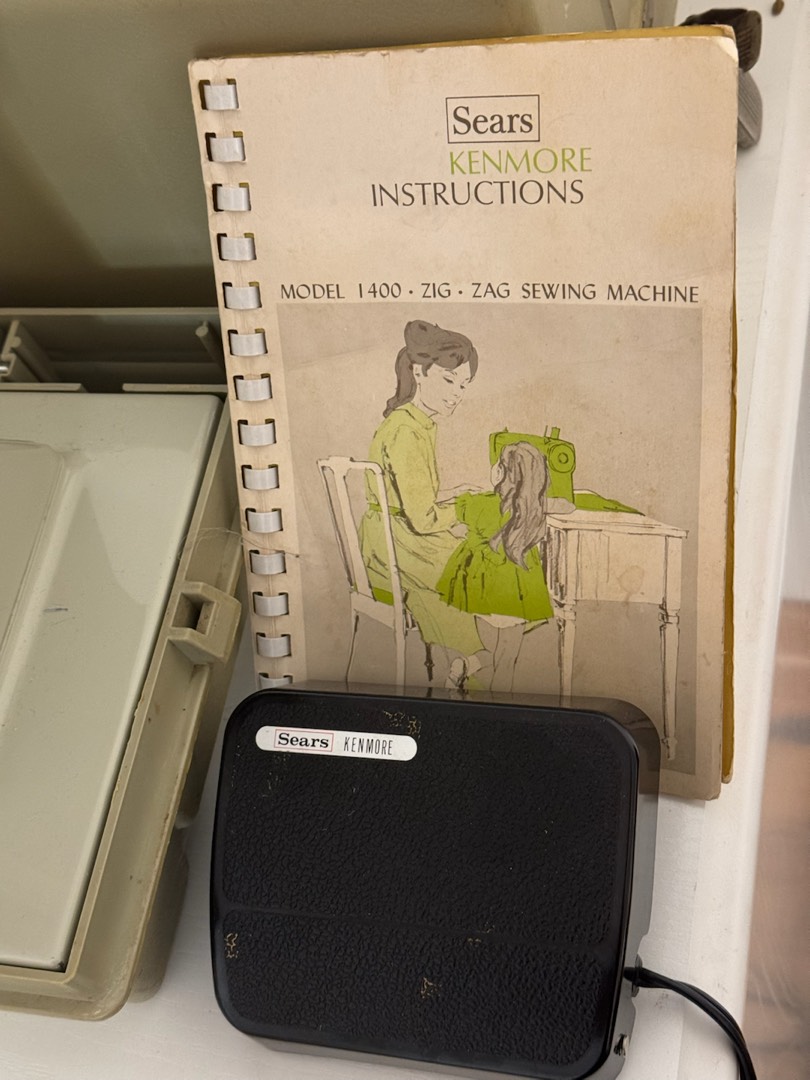 Sears
KENMORE
INSTRUCTIONS
MODEL 1400 · ZIG · ZAG SEWING MACHINE
Sears KENMORE